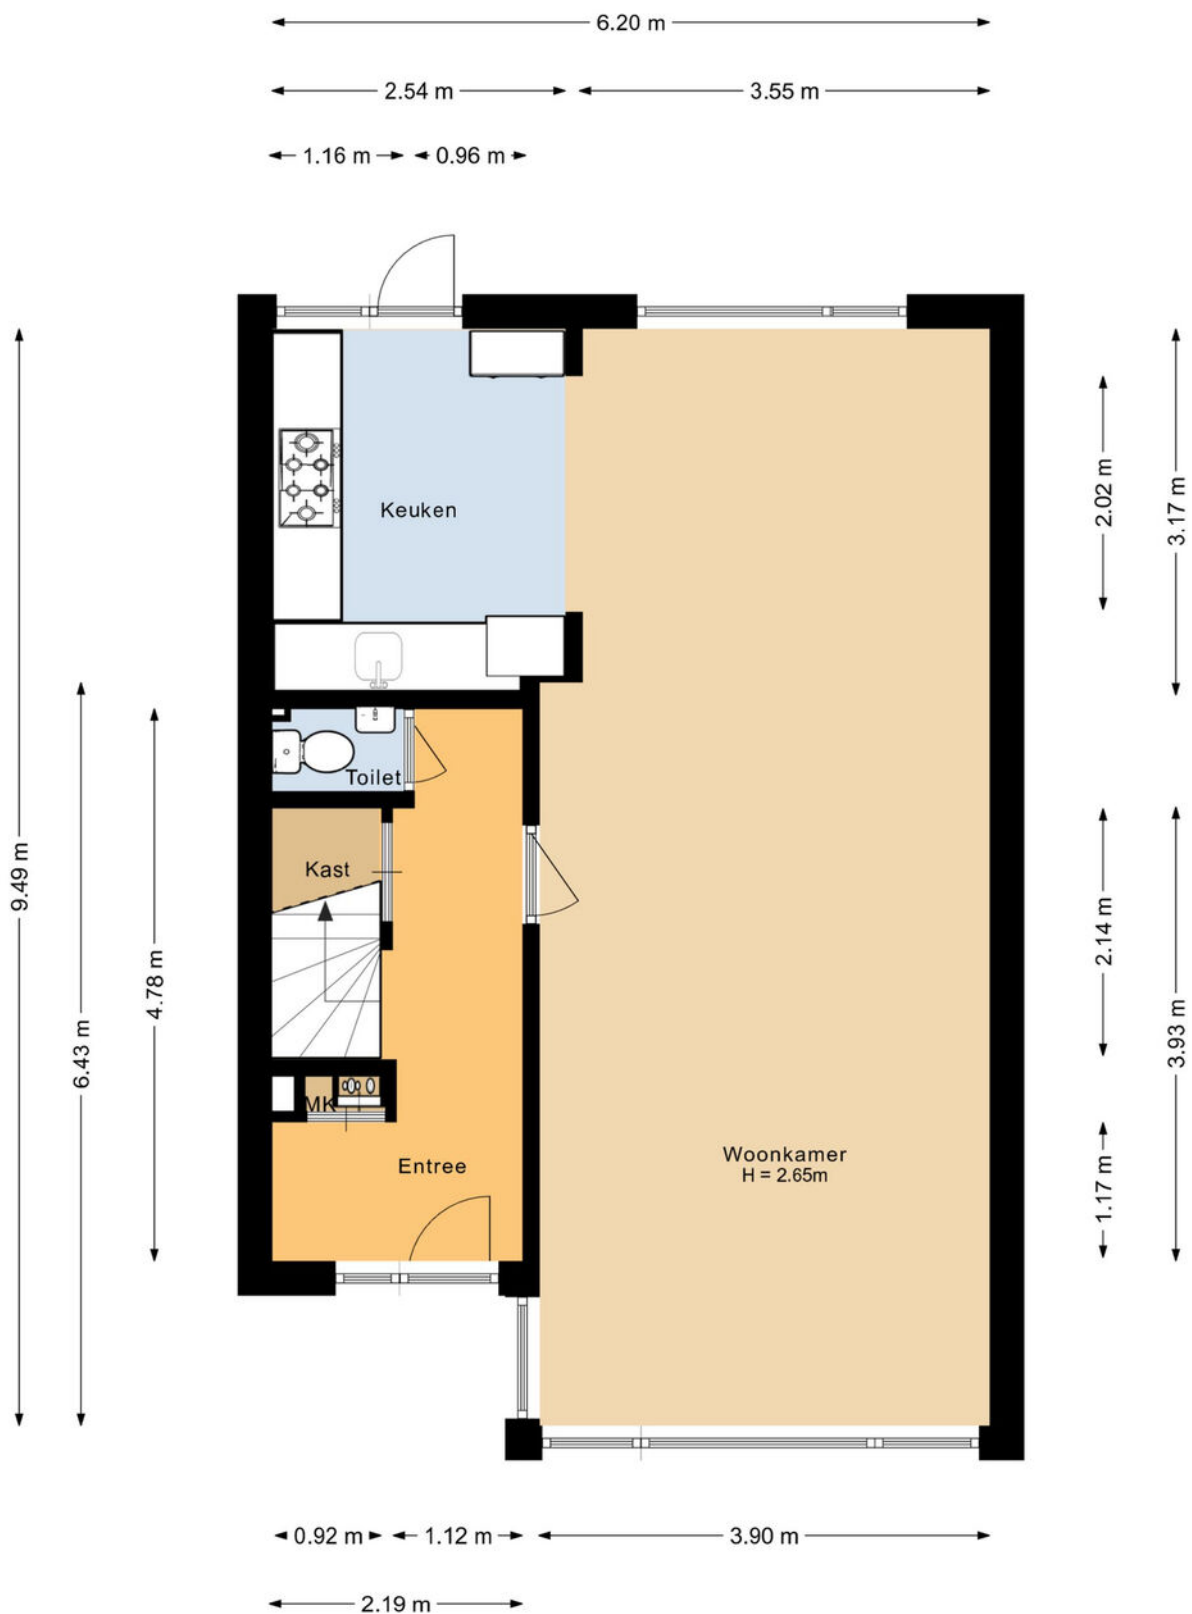 6.20 m
2.54 m
3.55 m
1.16 m
0.96 m
9.49 m
6.43 m
4.78 m
2.02 m
3.17 m
2.14 m
3.93 m
1.17 m
Keuken
Toilet
Kast
MK
Entree
Woonkamer
H = 2.65m
0.92 m
1.12 m
3.90 m
2.19 m